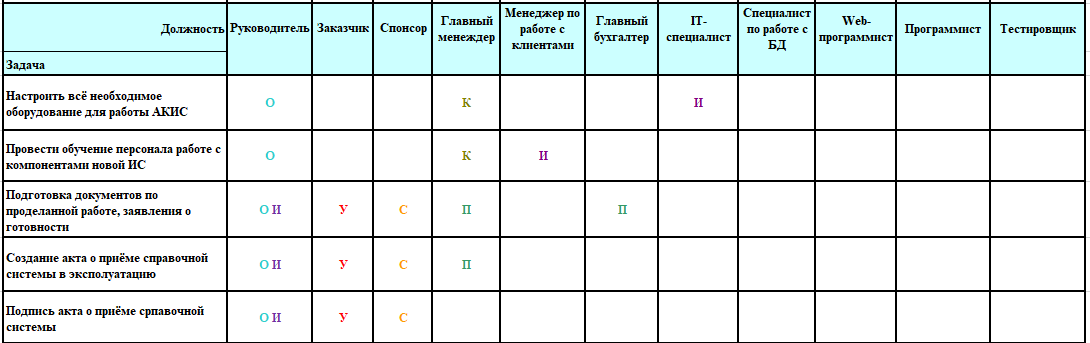 Должность
Задача
Руководитель
Заказчик
Спонсор
Главный
менеждер
Менеджер по
работе с
клиентами
Главный
бухгалтер
IT-
специалист
Специалист
по работе с
БД
Web-
программист
Программист
Тестировщик
Настроить всё необходимое
оборудование для работы АКИС
О
К
И
Провести обучение персонала работе с
компонентами новой ИС
О
К
И
Подготовка документов по
проделанной работе, заявления о
готовности
О И
У
С
П
П
Создание акта о приёме справочной
системы в эксполуатацию
О И
У
С
П
Подпись акта о приёме српавочной
системы
О И
У
С